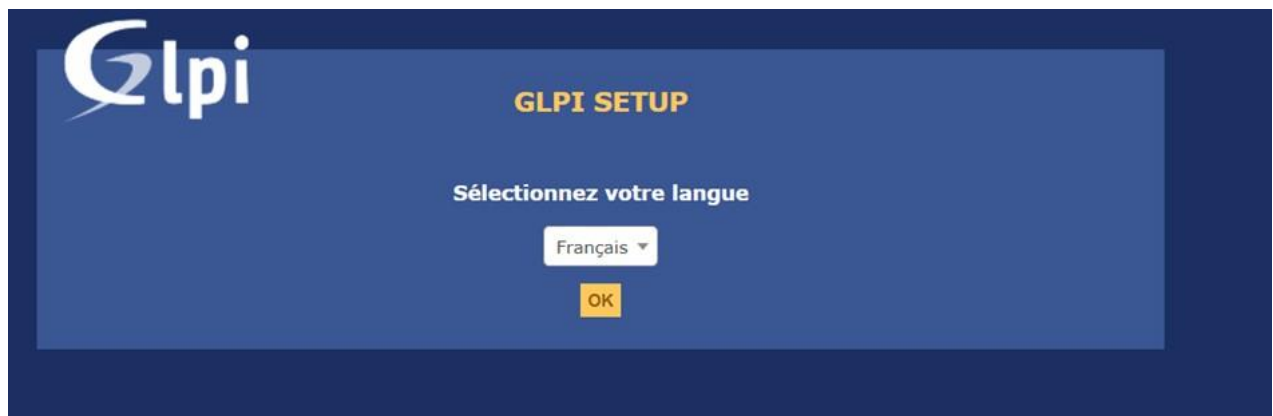 Glpi
GLPI SETUP
Sélectionnez votre langue
Français
OK